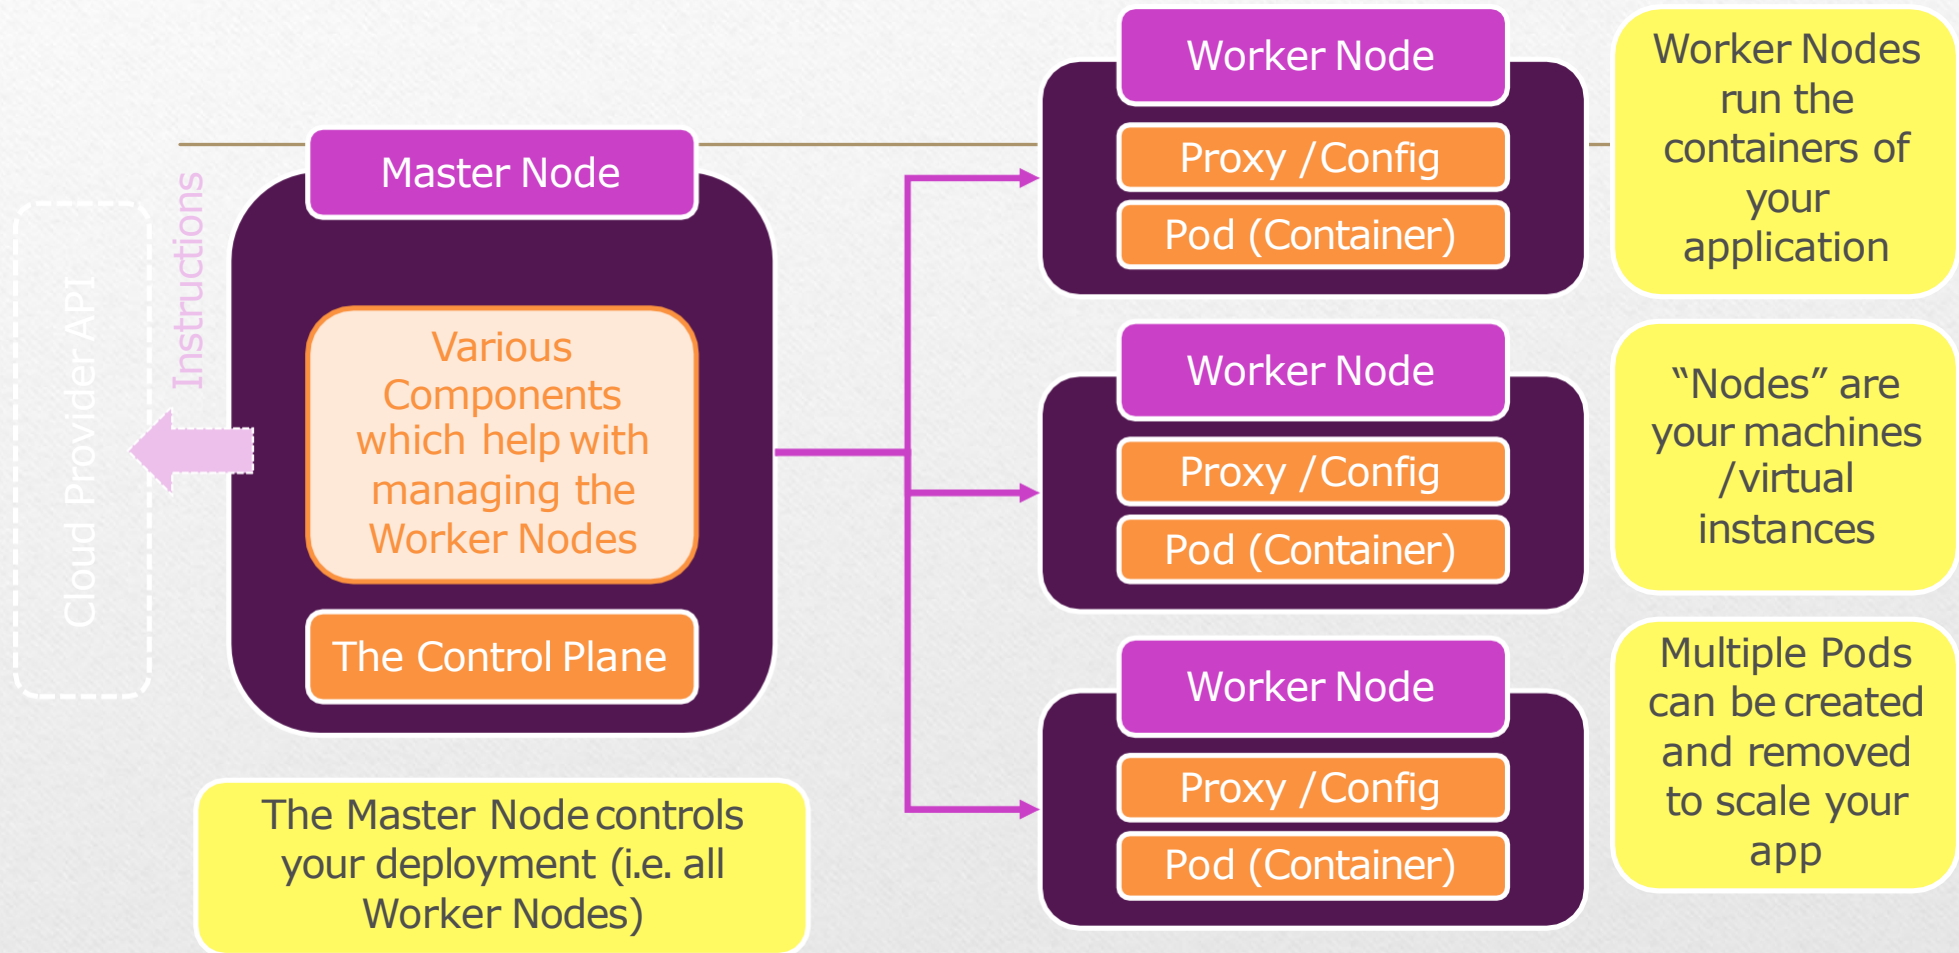 Cloud Provider API
Instructions
Master Node
Various
Components
which help with
managing the
Worker Nodes
The Control Plane
The Master Node controls
your deployment (i.e. all
Worker Nodes)
Worker Node
Proxy / Config
Pod (Container)
Worker Node
Proxy / Config
Pod (Container)
Worker Node
Proxy / Config
Pod (Container)
Worker Nodes
run the
containers of
your
application
“Nodes” are
your machines
/ virtual
instances
Multiple Pods
can be created
and removed
to scale your
app